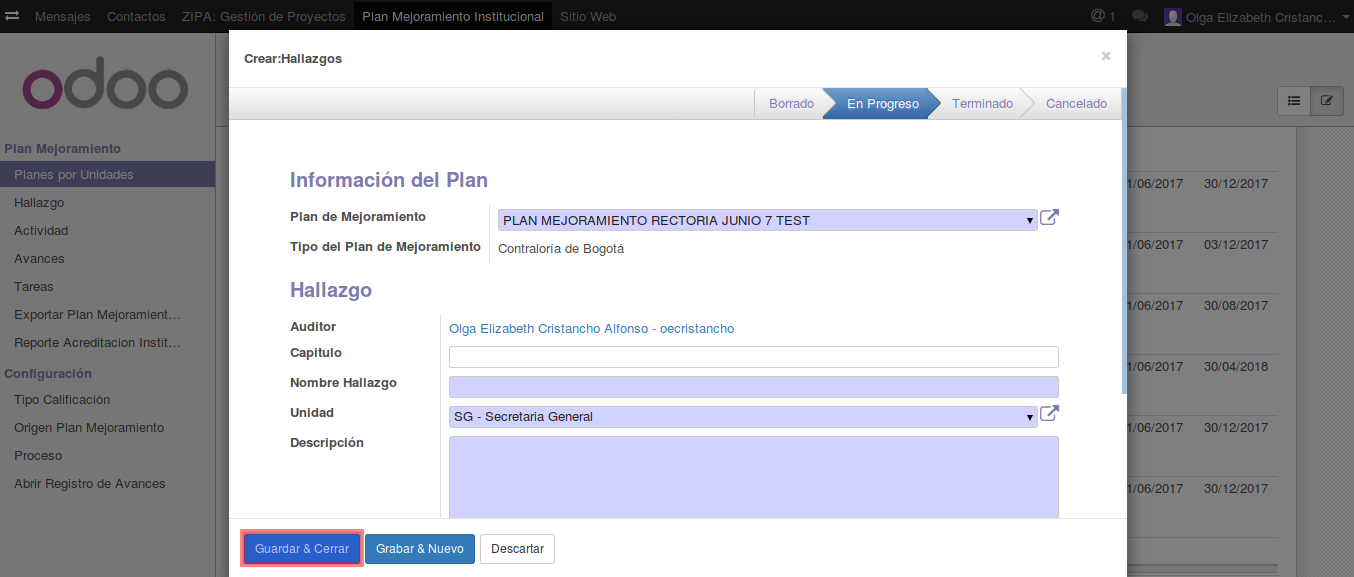 Mensajes Contactos ZIPA: Gestión de Proyectos Plan Mejoramiento Institucional Sitio Web @ 1 Olga Elizabeth Cristanc...
odoo
Crear:Hallazgos ×
Borrado En Progreso Terminado Cancelado
Plan Mejoramiento
Planes por Unidades
Hallazgo
Actividad
Avances
Tareas
Exportar Plan Mejoramient...
Reporte Acreditacion Instit...
Configuración
Tipo Calificación
Origen Plan Mejoramiento
Proceso
Abrir Registro de Avances
Información del Plan
Plan de Mejoramiento PLAN MEJORAMIENTO RECTORIA JUNIO 7 TEST
Tipo del Plan de Mejoramiento Contraloría de Bogotá
Hallazgo
Auditor Olga Elizabeth Cristancho Alfonso - oecristancho
Capitulo
Nombre Hallazgo
Unidad SG - Secretaria General
Descripción
Guardar & Cerrar Grabar & Nuevo Descartar
1/06/2017 30/12/2017
1/06/2017 03/12/2017
1/06/2017 30/08/2017
1/06/2017 30/04/2018
1/06/2017 30/12/2017
1/06/2017 30/12/2017